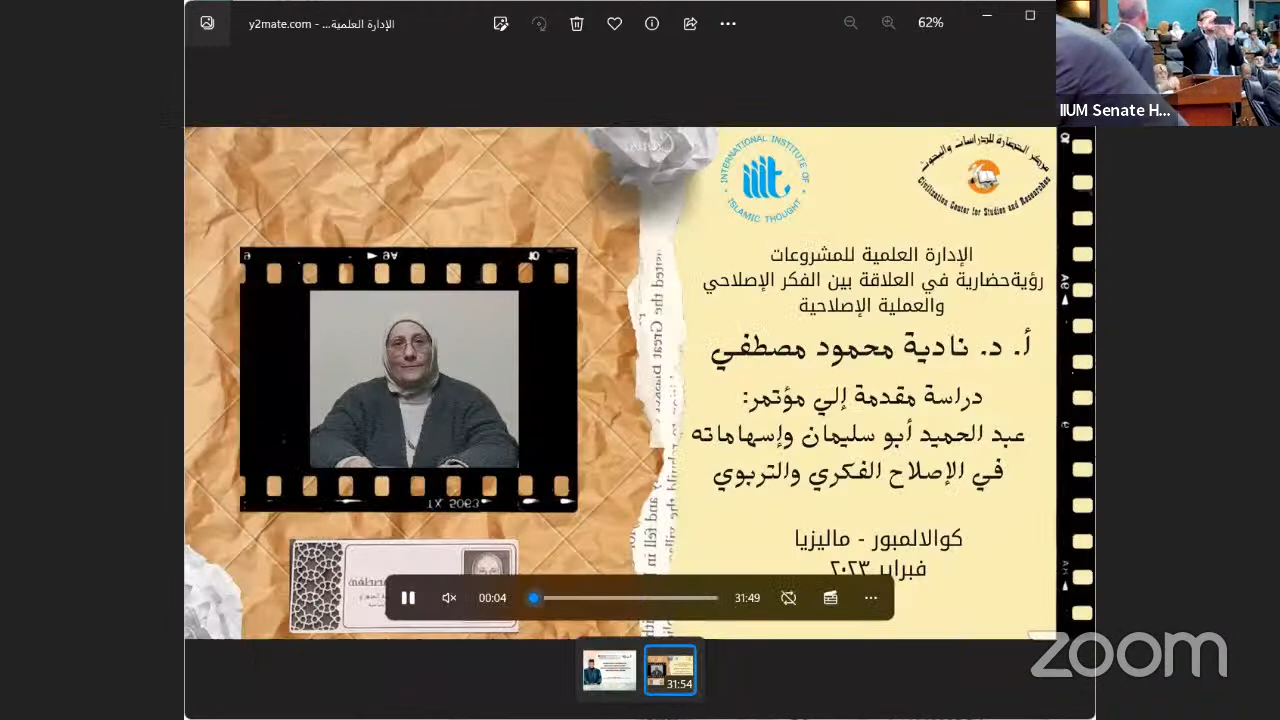 y2mate.com - ...الإدارة العلمية
62%
IIUM Senate H...
INTERNATIONAL INSTITUTE OF ISLAMIC THOUGHT
iiit
مركز الحضارة للدراسات والبحوث
Civilization Center for Studies and Researches
الإدارة العلمية للمشروعات
رؤيةحضارية في العلاقة بين الفكر الإصلاحي
والعملية الإصلاحية
أ. د. نادية محمود مصطفي
دراسة مقدمة إلي مؤتمر:
عبد الحميد أبو سليمان وإسهاماته
في الإصلاح الفكري والتربوي
كوالالمبور - ماليزيا
فبراير ٢٠٢٣
TX 5063
00:04
31:49
31:54
zoom